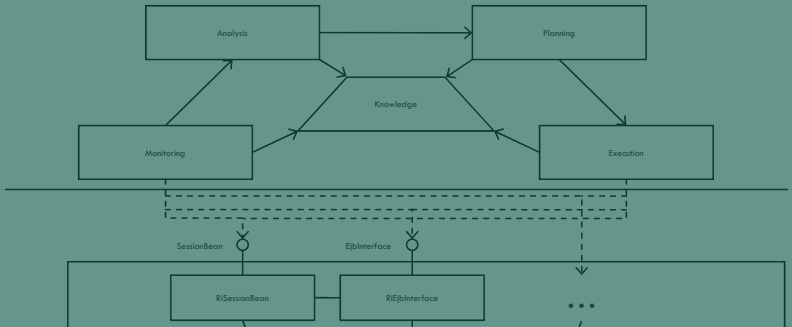 Analysis
Planning
Knowledge
Monitoring
Execution
SessionBean
EjbInterface
RiSessionBean
RiEjbInterface
...